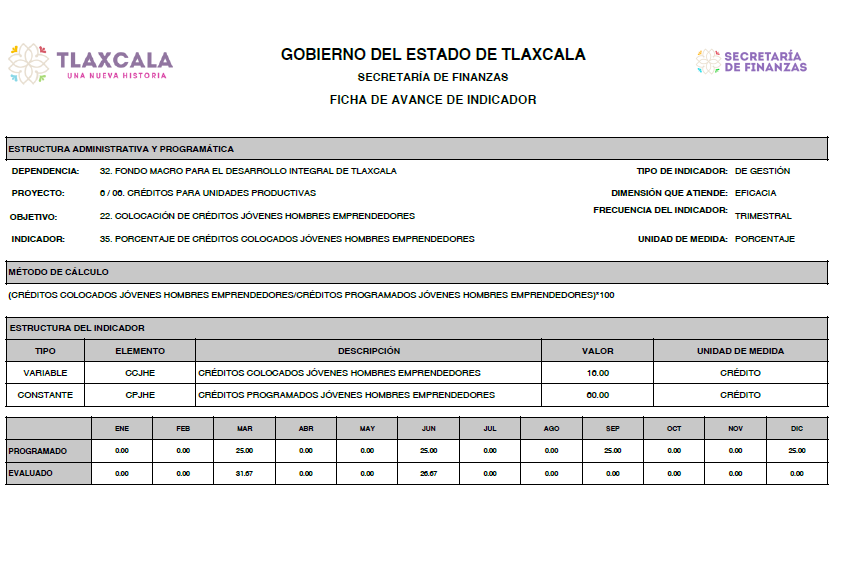 TLAXCALA
UNA NUEVA HISTORIA
GOBIERNO DEL ESTADO DE TLAXCALA
SECRETARÍA DE FINANZAS
FICHA DE AVANCE DE INDICADOR
SECRETARÍA
DE FINANZAS
ESTRUCTURA ADMINISTRATIVA Y PROGRAMÁTICA
DEPENDENCIA: 32. FONDO MACRO PARA EL DESARROLLO INTEGRAL DE TLAXCALA TIPO DE INDICADOR: DE GESTIÓN
PROYECTO: 6 / 06. CRÉDITOS PARA UNIDADES PRODUCTIVAS DIMENSIÓN QUE ATIENDE: EFICACIA
OBJETIVO: 22. COLOCACIÓN DE CRÉDITOS JÓVENES HOMBRES EMPRENDEDORES FRECUENCIA DEL INDICADOR: TRIMESTRAL
INDICADOR: 35. PORCENTAJE DE CRÉDITOS COLOCADOS JÓVENES HOMBRES EMPRENDEDORES UNIDAD DE MEDIDA: PORCENTAJE
MÉTODO DE CÁLCULO
(CRÉDITOS COLOCADOS JÓVENES HOMBRES EMPRENDEDORES/CRÉDITOS PROGRAMADOS JÓVENES HOMBRES EMPRENDEDORES)*100
ESTRUCTURA DEL INDICADOR
TIPO ELEMENTO DESCRIPCIÓN VALOR UNIDAD DE MEDIDA
VARIABLE CCJHE CRÉDITOS COLOCADOS JÓVENES HOMBRES EMPRENDEDORES 16.00 CRÉDITO
CONSTANTE CPJHE CRÉDITOS PROGRAMADOS JÓVENES HOMBRES EMPRENDEDORES 60.00 CRÉDITO
ENE FEB MAR ABR MAY JUN JUL AGO SEP OCT NOV DIC
PROGRAMADO 0.00 0.00 25.00 0.00 0.00 25.00 0.00 0.00 25.00 0.00 0.00 25.00
EVALUADO 0.00 0.00 31.67 0.00 0.00 26.67 0.00 0.00 0.00 0.00 0.00 0.00